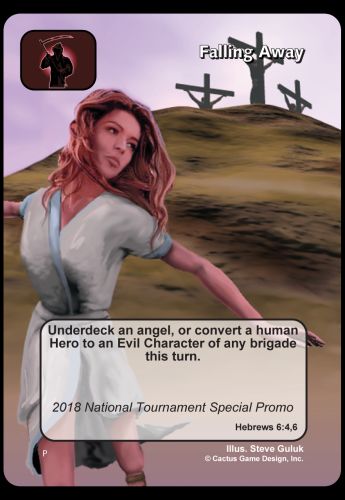 Falling Away
Underdeck an angel, or convert a human
Hero to an Evil Character of any brigade
this turn.
2018 National Tournament Special Promo
Hebrews 6:4,6
P
Illus. Steve Guluk
© Cactus Game Design, Inc.